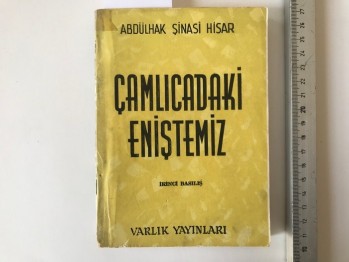 ABDÜLHAK ŞİNASİ HİSAR
ÇAMLICADAKİ
ENİŞTEMİZ
İKİNCİ BASILIŞ
VARLIK YAYINLARI